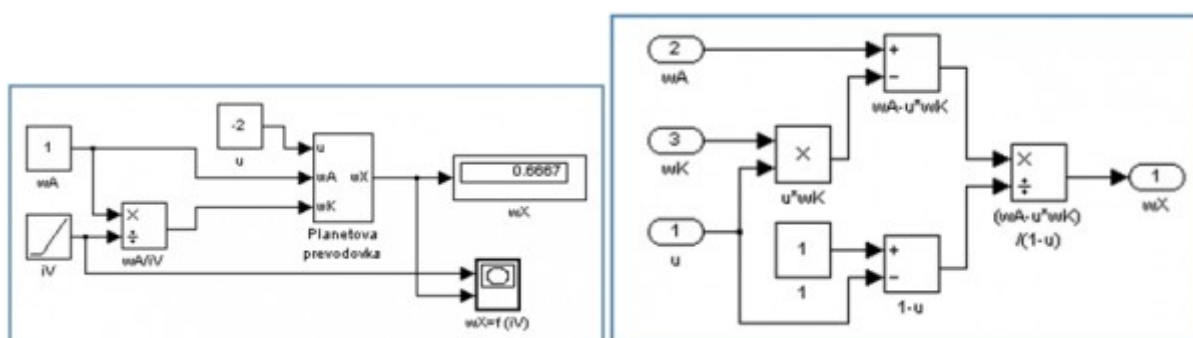 1
wA
iV
×
÷
wA/iV
-2
u
u
wA
wK
wX
Planetova
prevodovka
0.6667
wX
wX=f (iV)
2
wA
3
wK
1
u
×
u*wK
1
1
+
−
wA-u*wK
+
−
1-u
×
÷
(wA-u*wK)
/(1-u)
1
wX